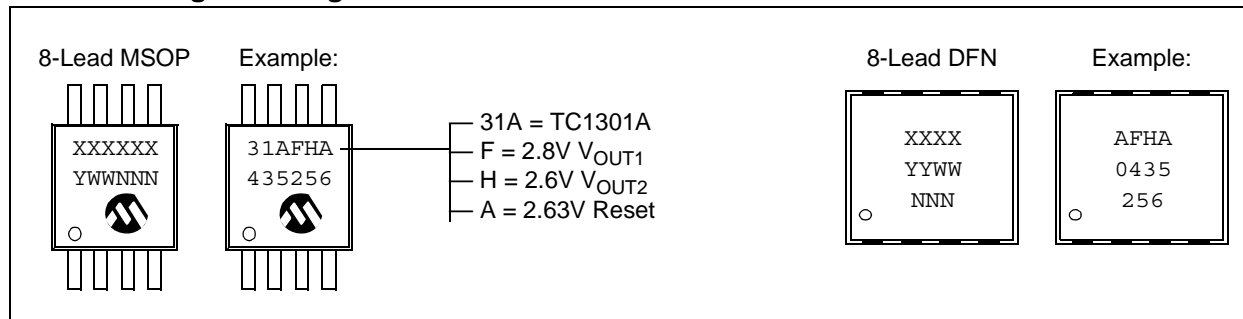 8-Lead MSOP
Example:
XXXXXX
YWWNNN
31AFHA
435256
31A = TC1301A
F = 2.8V VOUT1
H = 2.6V VOUT2
A = 2.63V Reset
8-Lead DFN
Example:
XXXX
YYWW
NNN
AFHA
0435
256